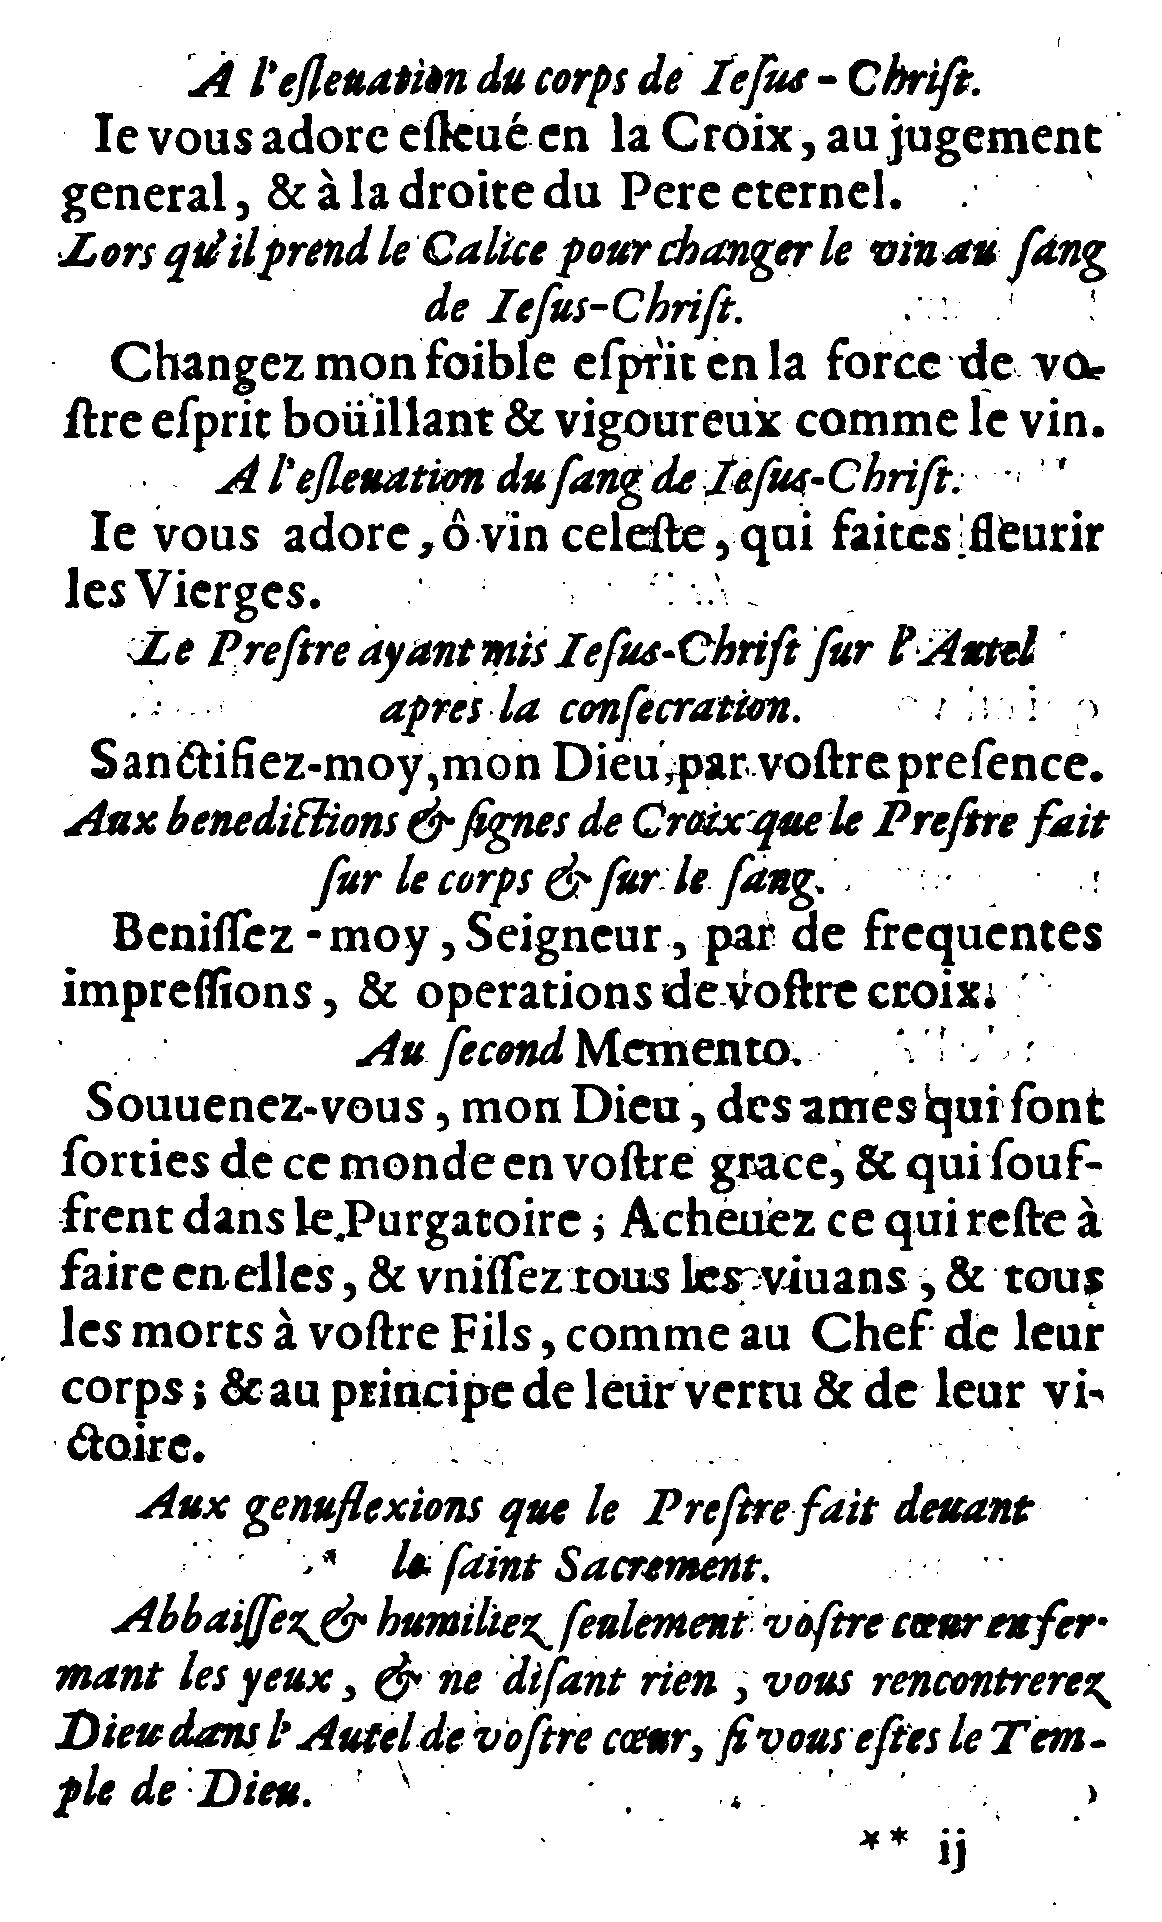 A l'eſleuation du corps de Ieſus-Chriſt.
Ie vous adore eſleué en la Croix, au jugement
general, & à la droite du Pere eternel.
Lors qu'il prend le Calice pour changer le vin au ſang
de Ieſus-Chriſt.
Changez mon foible eſprit en la force de vo-
ſtre eſprit boüillant & vigoureux comme le vin.
A l'eſleuation du ſang de Ieſus-Chriſt.
Ie vous adore, ô vin celeſte, qui faites fleurir
les Vierges.
Le Preſtre ayant mis Ieſus-Chriſt ſur l'Autel
apres la conſecration.
Sanctifiez-moy, mon Dieu, par voſtre preſence.
Aux benedictions & ſignes de Croix que le Preſtre fait
ſur le corps & ſur le ſang.
Beniſſez-moy, Seigneur, par de frequentes
impreſſions, & operations de voſtre croix.
Au ſecond Memento.
Souuenez-vous, mon Dieu, des ames qui ſont
ſorties de ce monde en voſtre grace, & qui ſouf-
frent dans le Purgatoire; Acheuez ce qui reſte à
faire en elles, & vniſſez tous les viuans, & tous
les morts à voſtre Fils, comme au Chef de leur
corps; & au principe de leur vertu & de leur vi-
ctoire.
Aux genuflexions que le Preſtre fait deuant
le ſaint Sacrement.
Abbaiſſez & humiliez ſeulement voſtre cœur en fer-
mant les yeux, & ne diſant rien, vous rencontrerez
Dieu dans l'Autel de voſtre cœur, ſi vous eſtes le Tem-
ple de Dieu.
** ij